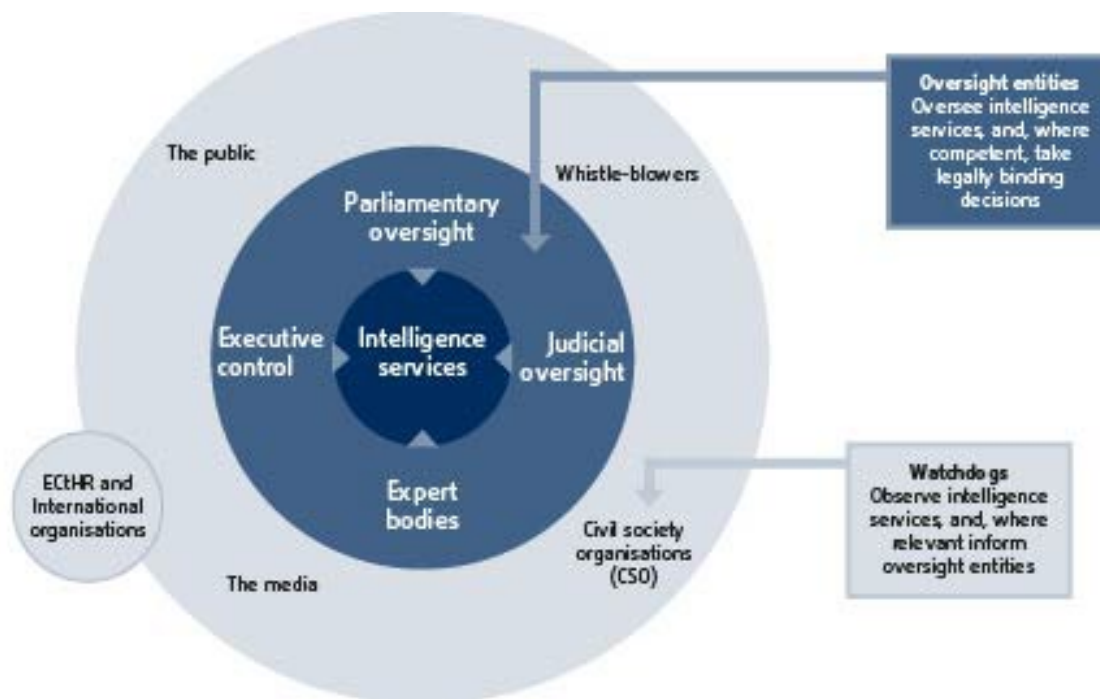 The public
Whistle-blowers
Parliamentary
oversight
Executive
control
Intelligence
services
Judicial
oversight
Expert
bodies
ECtHR and
International
organisations
The media
Civil society
organisations
(CSO)
Oversight entities
Oversee intelligence
services, and, where
competent, take
legally binding
decisions
Watchdogs
Observe intelligence
services, and, where
relevant inform
oversight entities